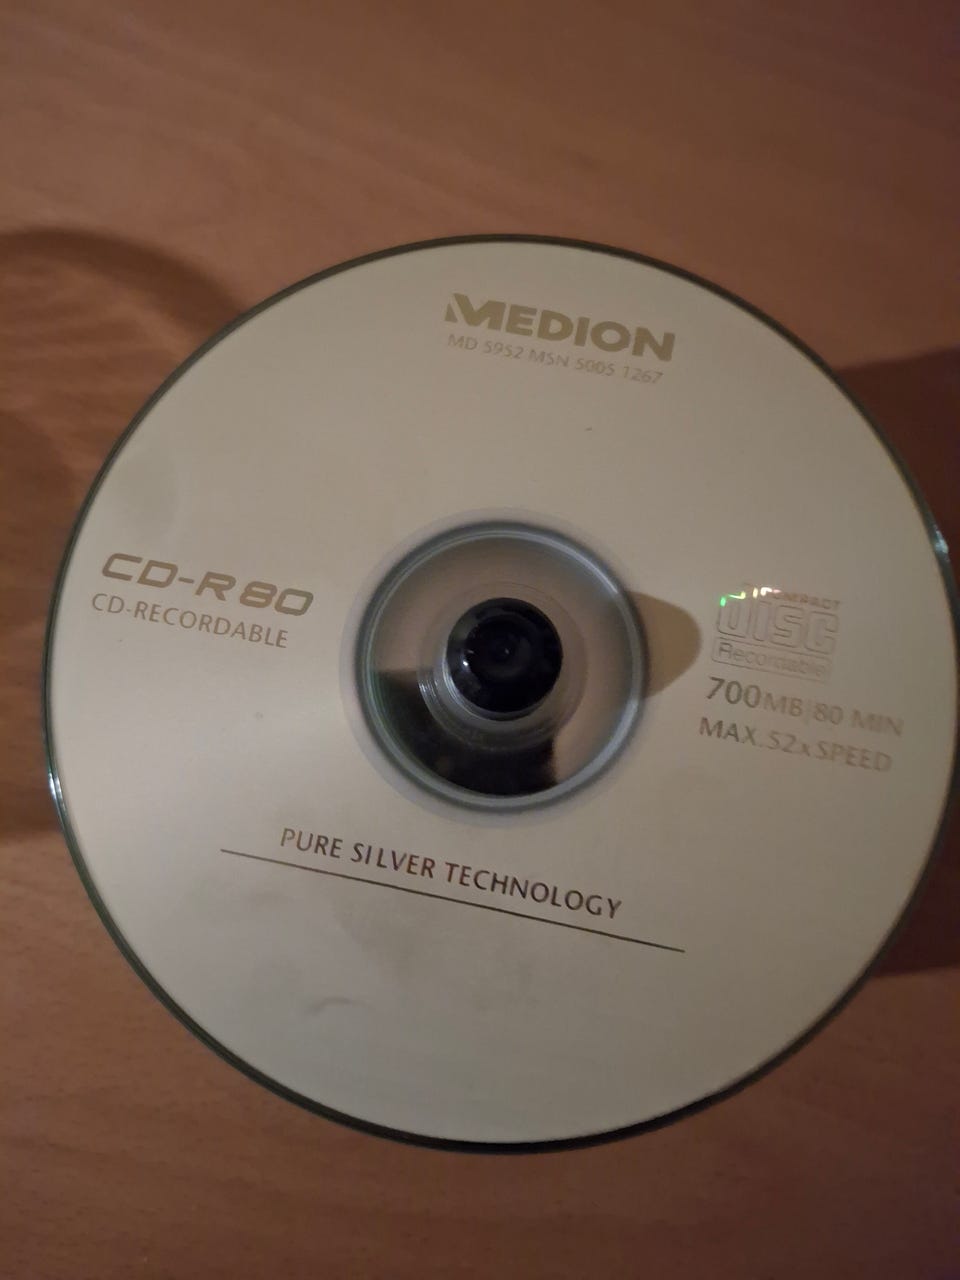 MEDION
MD 5952 MSN 5005 1267
CD-R 80
CD-RECORDABLE
COMPACT
DISC
Recordable
700MB/80 MIN
MAX. 52x SPEED
PURE SILVER TECHNOLOGY